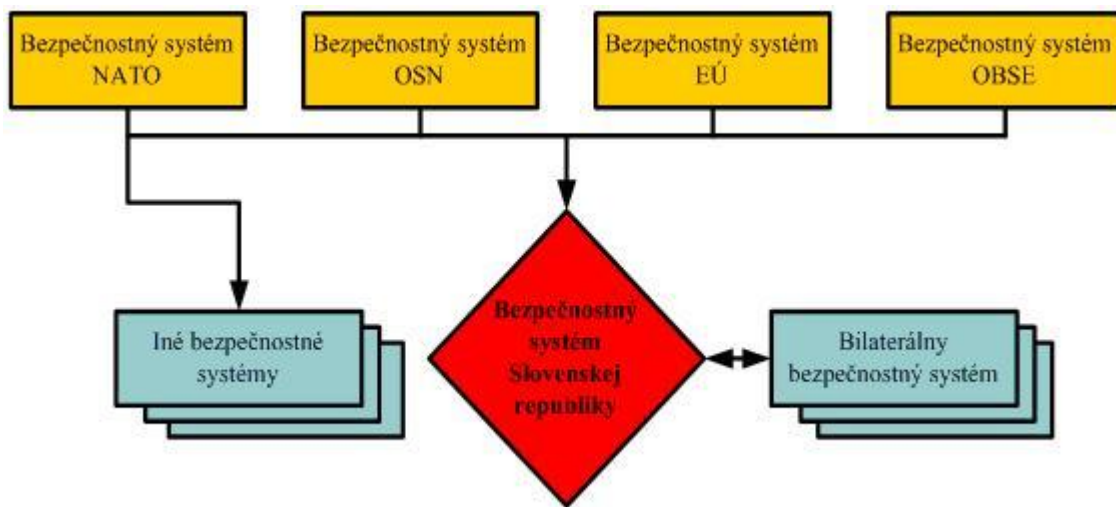 Bezpečnostný systém
NATO
Bezpečnostný systém
OSN
Bezpečnostný systém
EÚ
Bezpečnostný systém
OBSE
Iné bezpečnostné
systémy
Bezpečnostný
systém
Slovenskej
republiky
Bilaterálny
bezpečnostný systém